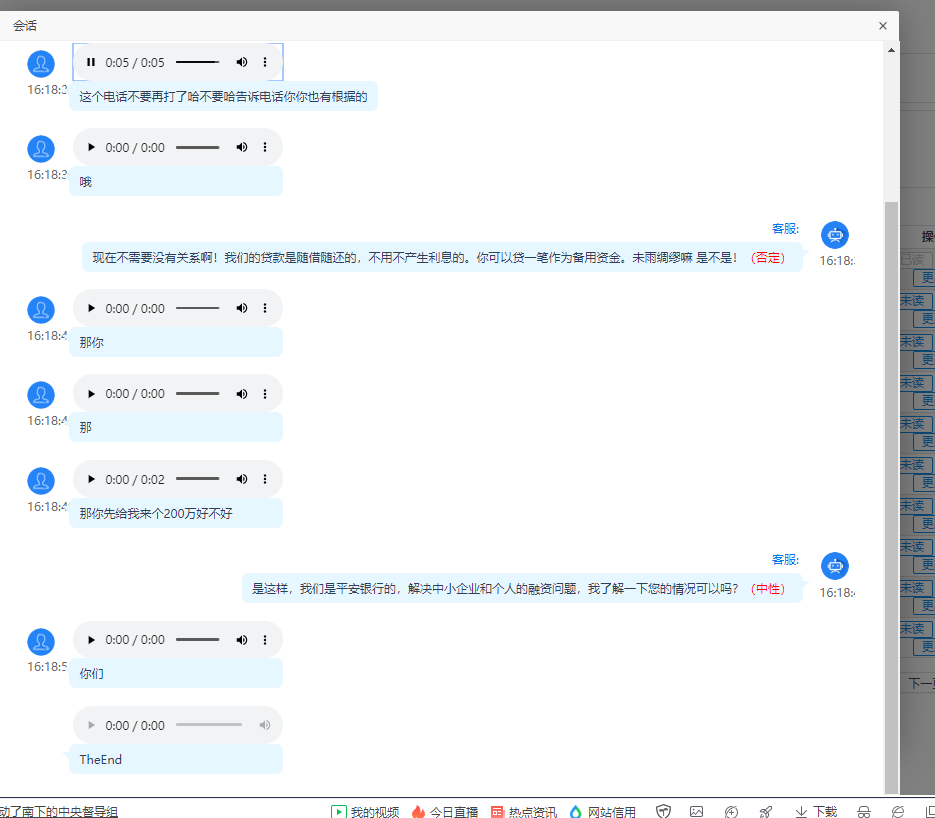 会话
×
0:05 / 0:05
16:18:3
这个电话不要再打了哈不要哈告诉电话你你也有根据的
0:00 / 0:00
16:18:3
哦
客服:
现在不需要没有关系啊！我们的贷款是随借随还的，不用不产生利息的。你可以贷一笔作为备用资金。未雨绸缪嘛 是不是！ (否定)
16:18:
操
已读
更
未读
更
0:00 / 0:00
16:18:4
那你
未读
更
未读
更
0:00 / 0:00
16:18:4
那
未读
更
未读
更
0:00 / 0:02
16:18:4
那你先给我来个200万好不好
未读
更
未读
更
客服:
是这样，我们是平安银行的，解决中小企业和个人的融资问题，我了解一下您的情况可以吗？ (中性)
16:18:
未读
更
未读
更
0:00 / 0:00
16:18:5
你们
下一
0:00 / 0:00
TheEnd
动了南下的中央督导组
我的视频
今日直播
热点资讯
网站信用
下载